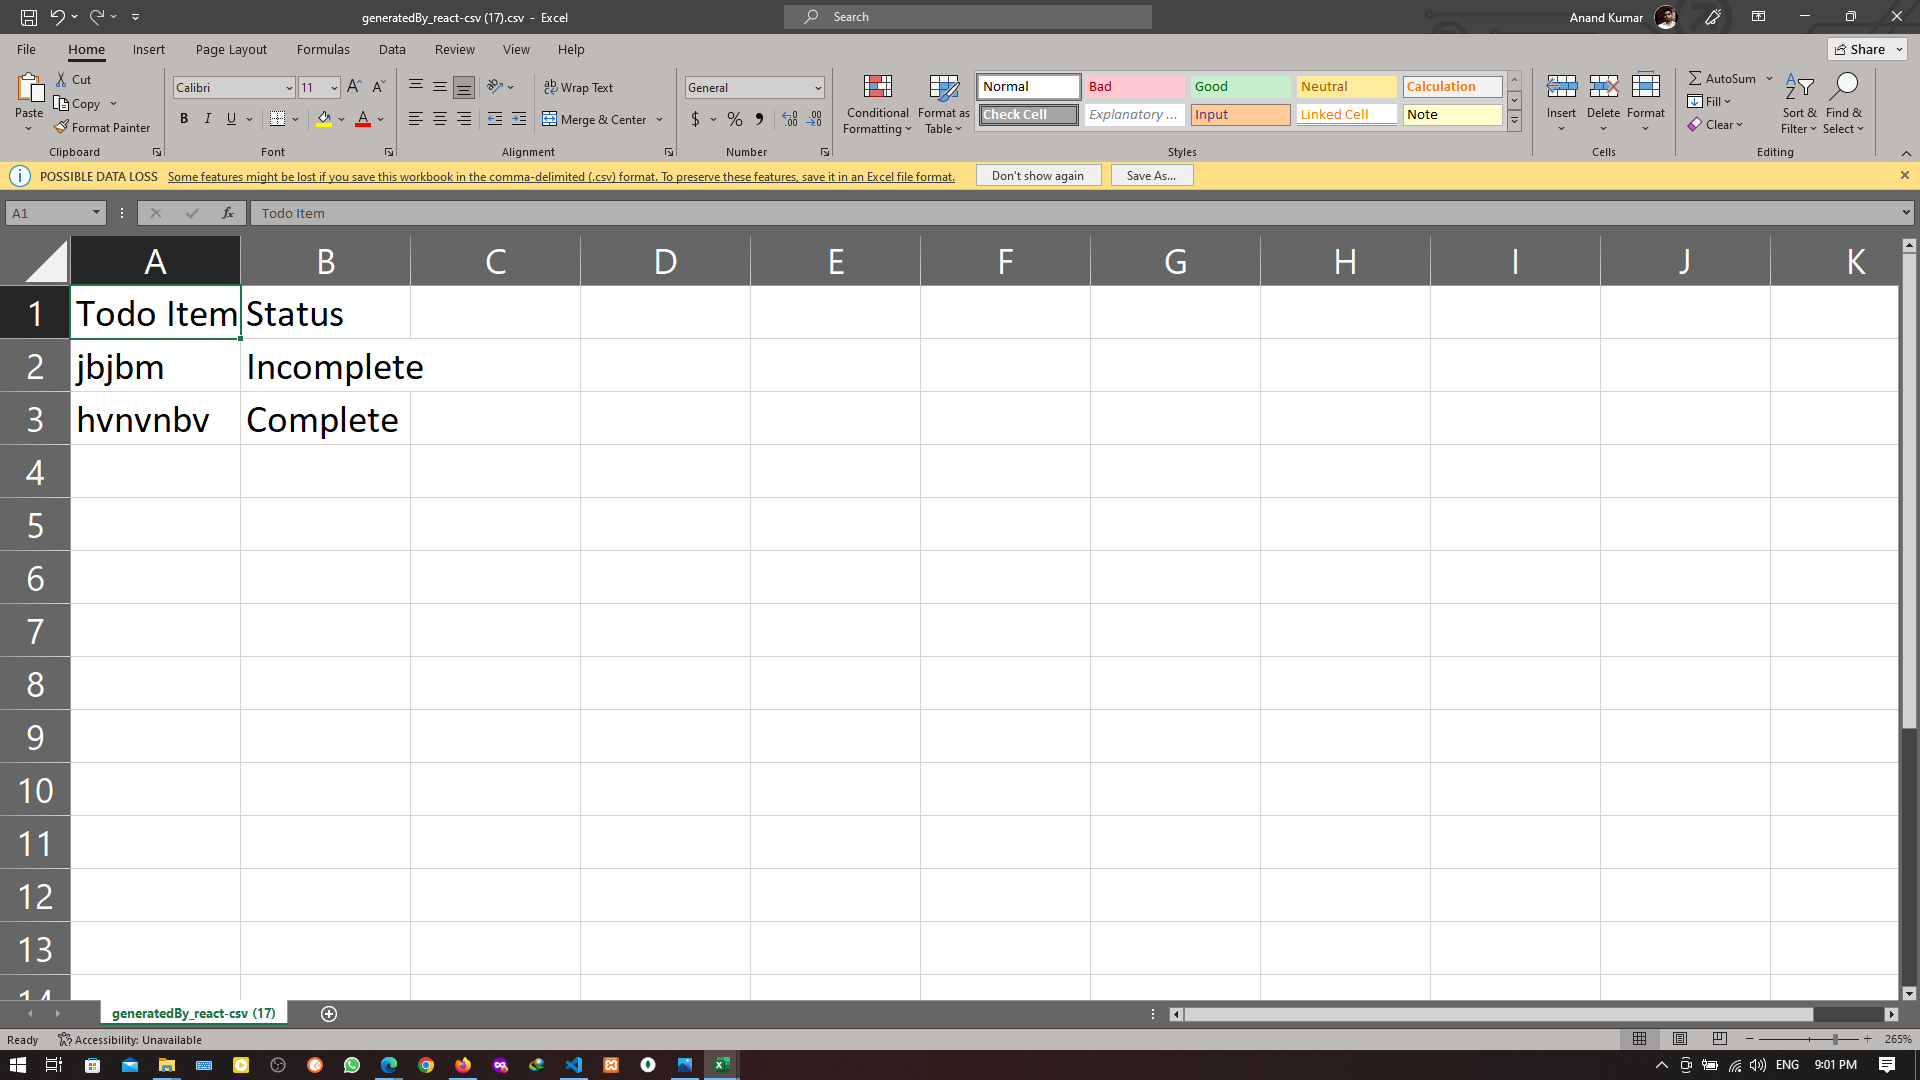 generatedBy_react-csv (17).csv - Excel
Search
Anand Kumar
File Home Insert Page Layout Formulas Data Review View Help
Share
Paste
Cut
Copy
Format Painter
Clipboard
Calibri 11
B I U
Font
Wrap Text
Merge & Center
Alignment
General
$ % ,
Number
Conditional Formatting
Format as Table
Normal Bad Good Neutral Calculation
Check Cell Explanatory ... Input Linked Cell Note
Styles
Insert Delete Format
Cells
AutoSum
Fill
Clear
Sort & Filter
Find & Select
Editing
POSSIBLE DATA LOSS Some features might be lost if you save this workbook in the comma-delimited (.csv) format. To preserve these features, save it in an Excel file format. Don't show again Save As...
A1 fx Todo Item
A B C D E F G H I J K
1 Todo Item Status
2 jbjbm Incomplete
3 hvnvnbv Complete
4
5
6
7
8
9
10
11
12
13
14
generatedBy_react-csv (17)
Ready Accessibility: Unavailable 265%
ENG 9:01 PM